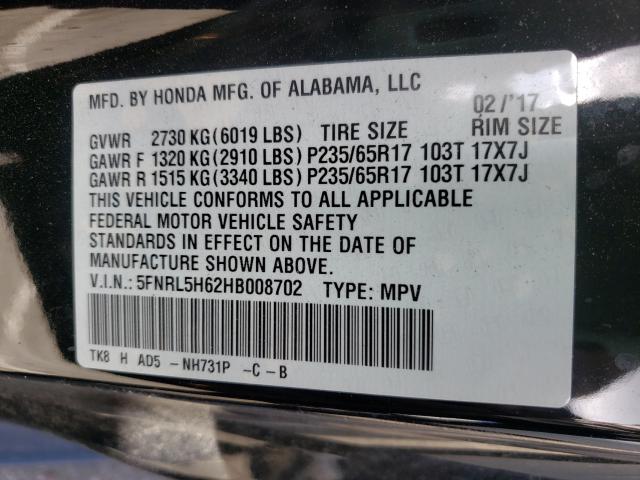 MFD. BY HONDA MFG. OF ALABAMA, LLC 02/'17
GVWR 2730 KG(6019 LBS) TIRE SIZE RIM SIZE
GAWR F 1320 KG(2910 LBS)P235/65R17 103T 17X7J
GAWR R 1515 KG(3340 LBS)P235/65R17 103T 17X7J
THIS VEHICLE CONFORMS TO ALL APPLICABLE
FEDERAL MOTOR VEHICLE SAFETY
STANDARDS IN EFFECT ON THE DATE OF
MANUFACTURE SHOWN ABOVE.
V.I.N.: 5FNRL5H62HB008702 TYPE: MPV
TK8 H AD5 -NH731P -C-B